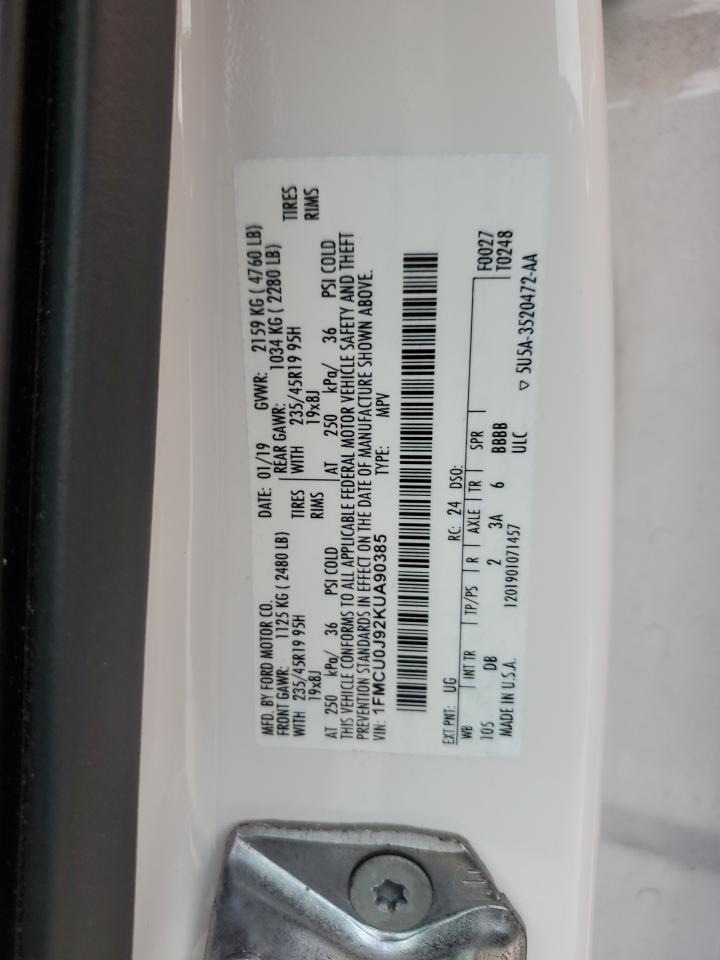 MFD. BY FORD MOTOR CO. DATE: 01/19 GVWR: 2159 KG ( 4760 LB)
FRONT GAWR: 1125 KG ( 2480 LB) REAR GAWR: 1034 KG ( 2280 LB)
WITH 235/45R19 95H TIRES WITH 235/45R19 95H TIRES
19x8J RIMS 19x8J RIMS
AT 250 kPa/ 36 PSI COLD AT 250 kPa/ 36 PSI COLD
THIS VEHICLE CONFORMS TO ALL APPLICABLE FEDERAL MOTOR VEHICLE SAFETY AND THEFT
PREVENTION STANDARDS IN EFFECT ON THE DATE OF MANUFACTURE SHOWN ABOVE.
VIN: 1FMCU0J92KUA90385 TYPE: MPV
EXT PNT: UG RC: 24 DSO:
WB INT TR TP/PS R AXLE TR SPR F0027
105 DB 2 3A 6 BBBB T0248
MADE IN U.S.A. 1201901071457 ULC ▽ 5U5A-3520472-AA